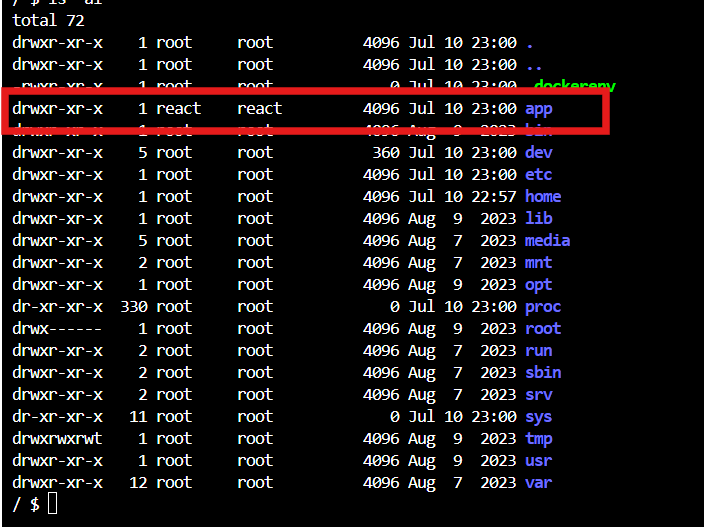 / $ ls -al
total 72
drwxr-xr-x 1 root root 4096 Jul 10 23:00 .
drwxr-xr-x 1 root root 4096 Jul 10 23:00 ..
-rwxr-xr-x 1 root root 0 Jul 10 23:00 .dockerenv
drwxr-xr-x 1 react react 4096 Jul 10 23:00 app
drwxr-xr-x 1 root root 4096 Aug 9 2023 bin
drwxr-xr-x 5 root root 360 Jul 10 23:00 dev
drwxr-xr-x 1 root root 4096 Jul 10 23:00 etc
drwxr-xr-x 1 root root 4096 Jul 10 22:57 home
drwxr-xr-x 1 root root 4096 Aug 9 2023 lib
drwxr-xr-x 5 root root 4096 Aug 7 2023 media
drwxr-xr-x 2 root root 4096 Aug 7 2023 mnt
drwxr-xr-x 1 root root 4096 Aug 9 2023 opt
dr-xr-xr-x 330 root root 0 Jul 10 23:00 proc
drwx------ 1 root root 4096 Aug 9 2023 root
drwxr-xr-x 2 root root 4096 Aug 7 2023 run
drwxr-xr-x 2 root root 4096 Aug 7 2023 sbin
drwxr-xr-x 2 root root 4096 Aug 7 2023 srv
dr-xr-xr-x 11 root root 0 Jul 10 23:00 sys
drwxrwxrwt 1 root root 4096 Aug 9 2023 tmp
drwxr-xr-x 1 root root 4096 Aug 9 2023 usr
drwxr-xr-x 12 root root 4096 Aug 7 2023 var
/ $